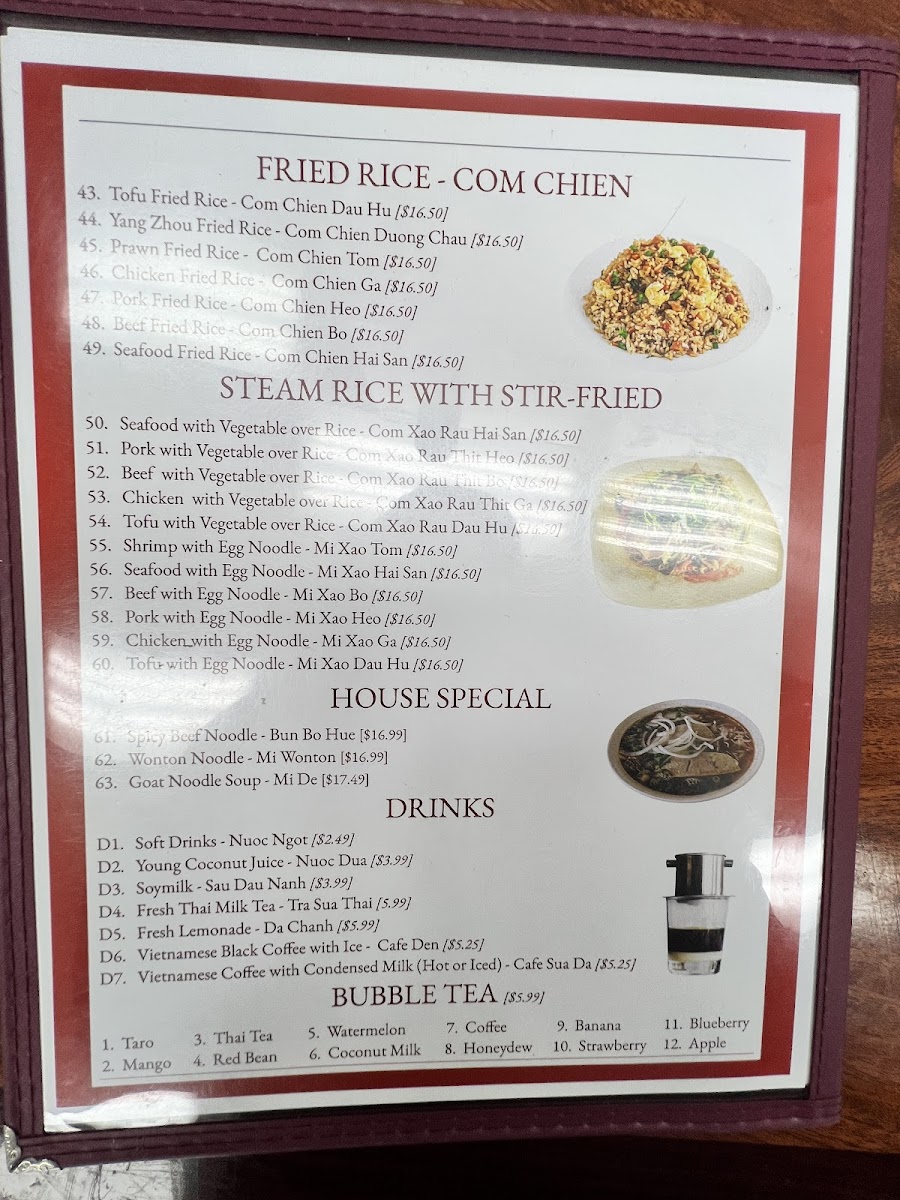 FRIED RICE - COM CHIEN
43. Tofu Fried Rice - Com Chien Dau Hu [$16.50]
44. Yang Zhou Fried Rice - Com Chien Duong Chau [$16.50]
45. Prawn Fried Rice - Com Chien Tom [$16.50]
46. Chicken Fried Rice - Com Chien Ga [$16.50]
47. Pork Fried Rice - Com Chien Heo [$16.50]
48. Beef Fried Rice - Com Chien Bo [$16.50]
49. Seafood Fried Rice - Com Chien Hai San [$16.50]
STEAM RICE WITH STIR-FRIED
50. Seafood with Vegetable over Rice - Com Xao Rau Hai San [$16.50]
51. Pork with Vegetable over Rice - Com Xao Rau Thit Heo [$16.50]
52. Beef with Vegetable over Rice - Com Xao Rau Thit Bo [$16.50]
53. Chicken with Vegetable over Rice - Com Xao Rau Thit Ga [$16.50]
54. Tofu with Vegetable over Rice - Com Xao Rau Dau Hu [$16.50]
55. Shrimp with Egg Noodle - Mi Xao Tom [$16.50]
56. Seafood with Egg Noodle - Mi Xao Hai San [$16.50]
57. Beef with Egg Noodle - Mi Xao Bo [$16.50]
58. Pork with Egg Noodle - Mi Xao Heo [$16.50]
59. Chicken with Egg Noodle - Mi Xao Ga [$16.50]
60. Tofu with Egg Noodle - Mi Xao Dau Hu [$16.50]
HOUSE SPECIAL
61. Spicy Beef Noodle - Bun Bo Hue [$16.99]
62. Wonton Noodle - Mi Wonton [$16.99]
63. Goat Noodle Soup - Mi De [$17.49]
DRINKS
D1. Soft Drinks - Nuoc Ngot [$2.49]
D2. Young Coconut Juice - Nuoc Dua [$3.99]
D3. Soymilk - Sau Dau Nanh [$3.99]
D4. Fresh Thai Milk Tea - Tra Sua Thai [5.99]
D5. Fresh Lemonade - Da Chanh [$5.99]
D6. Vietnamese Black Coffee with Ice - Cafe Den [$5.25]
D7. Vietnamese Coffee with Condensed Milk (Hot or Iced) - Cafe Sua Da [$5.25]
BUBBLE TEA [$5.99]
1. Taro 3. Thai Tea 5. Watermelon 7. Coffee 9. Banana 11. Blueberry
2. Mango 4. Red Bean 6. Coconut Milk 8. Honeydew 10. Strawberry 12. Apple